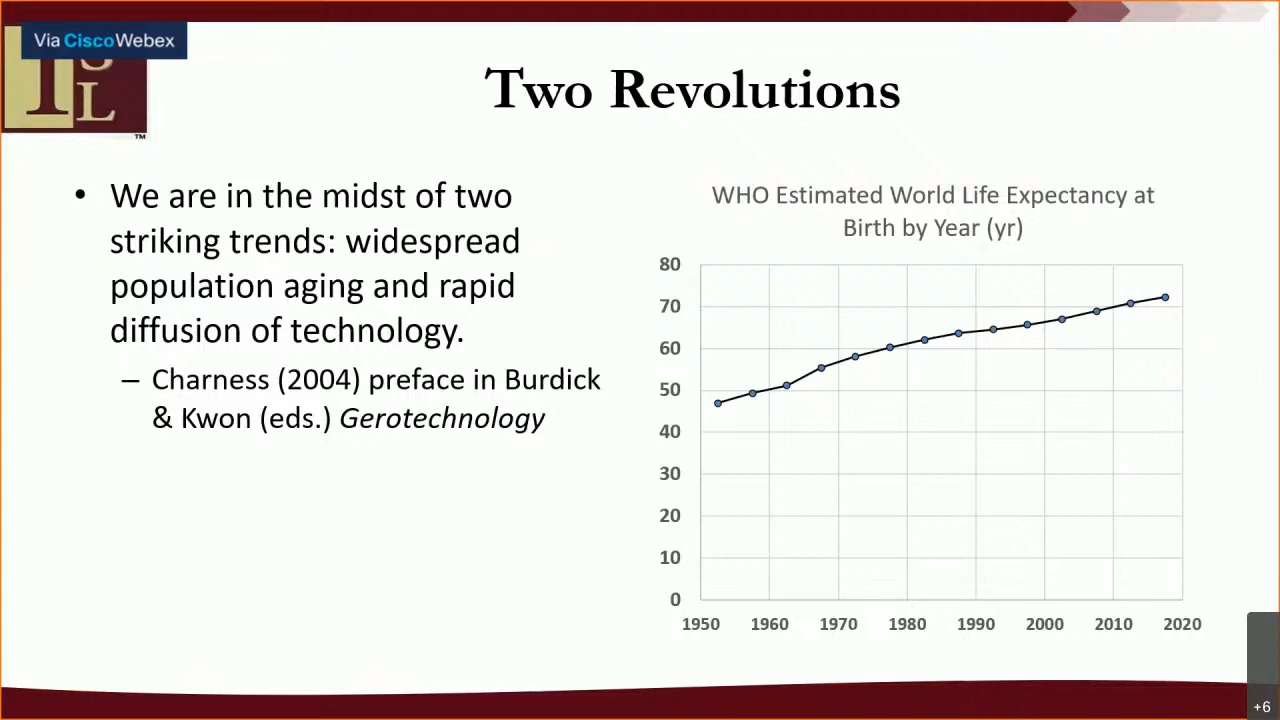 Via CiscoWebex
I
S
L
™
Two Revolutions
• We are in the midst of two
striking trends: widespread
population aging and rapid
diffusion of technology.
– Charness (2004) preface in Burdick
& Kwon (eds.) Gerotechnology
WHO Estimated World Life Expectancy at
Birth by Year (yr)
80
70
60
50
40
30
20
10
0
1950 1960 1970 1980 1990 2000 2010 2020
+6